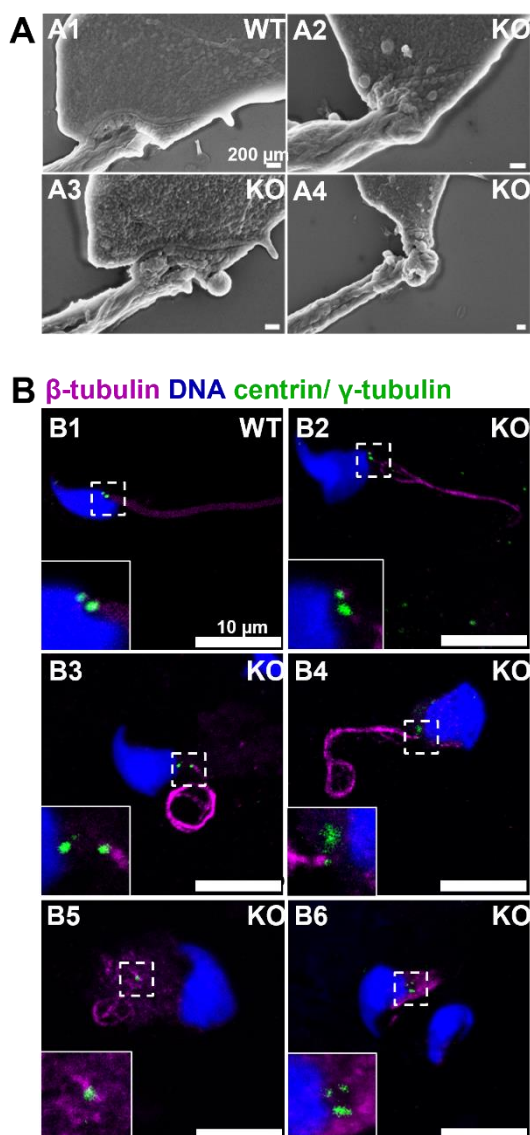 A
A1 WT
A2 KO
200 µm
A3 KO
A4 KO
B β-tubulin DNA centrin/ γ-tubulin
B1 WT
B2 KO
10 µm
B3 KO
B4 KO
B5 KO
B6 KO